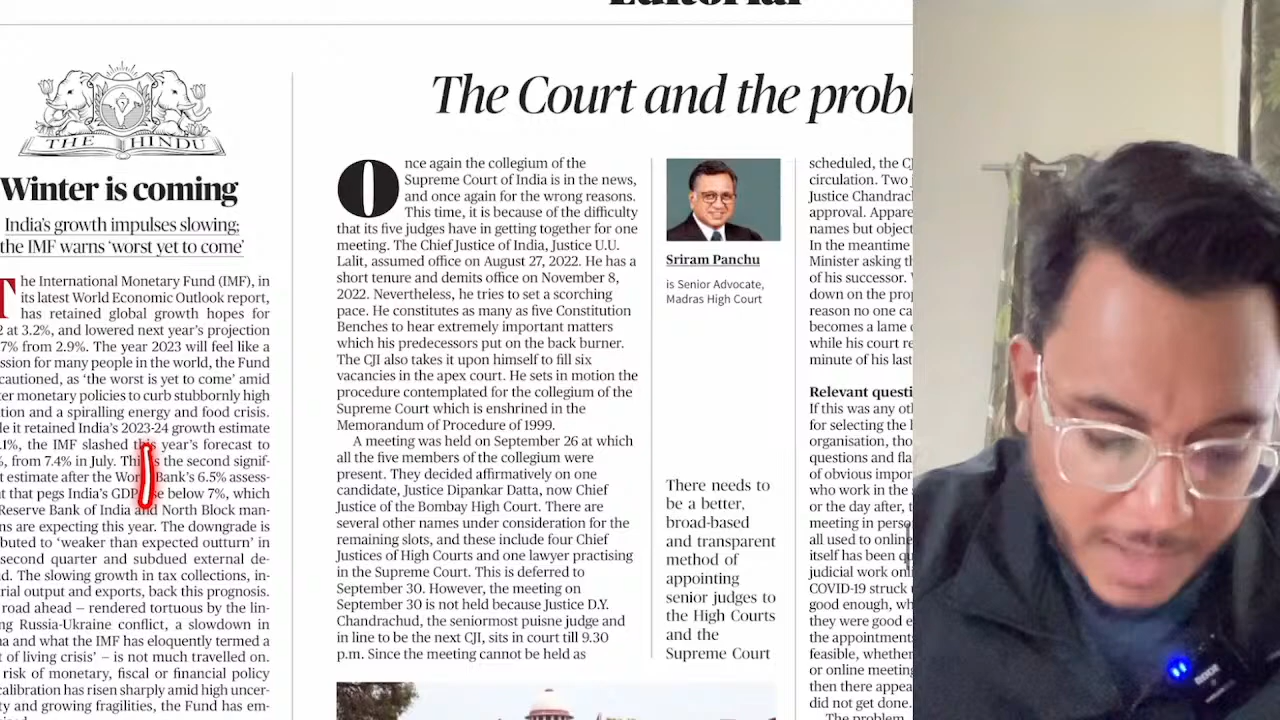 Editorial
THE HINDU
Winter is coming
India's growth impulses slowing;
the IMF warns 'worst yet to come'
The International Monetary Fund (IMF), in
its latest World Economic Outlook report,
has retained global growth hopes for
2 at 3.2%, and lowered next year's projection
7% from 2.9%. The year 2023 will feel like a
ssion for many people in the world, the Fund
cautioned, as 'the worst is yet to come' amid
er monetary policies to curb stubbornly high
tion and a spiralling energy and food crisis.
le it retained India's 2023-24 growth estimate
.1%, the IMF slashed this year's forecast to
%, from 7.4% in July. This is the second signif-
t estimate after the World Bank's 6.5% assess-
t that pegs India's GDP rise below 7%, which
Reserve Bank of India and North Block man-
ns are expecting this year. The downgrade is
buted to 'weaker than expected outturn' in
second quarter and subdued external de-
d. The slowing growth in tax collections, in-
rial output and exports, back this prognosis.
road ahead – rendered tortuous by the lin-
ng Russia-Ukraine conflict, a slowdown in
a and what the IMF has eloquently termed a
t of living crisis' – is not much travelled on.
risk of monetary, fiscal or financial policy
calibration has risen sharply amid high uncer-
ty and growing fragilities, the Fund has em-
The Court and the probl
Once again the collegium of the
Supreme Court of India is in the news,
and once again for the wrong reasons.
This time, it is because of the difficulty
that its five judges have in getting together for one
meeting. The Chief Justice of India, Justice U.U.
Lalit, assumed office on August 27, 2022. He has a
short tenure and demits office on November 8,
2022. Nevertheless, he tries to set a scorching
pace. He constitutes as many as five Constitution
Benches to hear extremely important matters
which his predecessors put on the back burner.
The CJI also takes it upon himself to fill six
vacancies in the apex court. He sets in motion the
procedure contemplated for the collegium of the
Supreme Court which is enshrined in the
Memorandum of Procedure of 1999.
A meeting was held on September 26 at which
all the five members of the collegium were
present. They decided affirmatively on one
candidate, Justice Dipankar Datta, now Chief
Justice of the Bombay High Court. There are
several other names under consideration for the
remaining slots, and these include four Chief
Justices of High Courts and one lawyer practising
in the Supreme Court. This is deferred to
September 30. However, the meeting on
September 30 is not held because Justice D.Y.
Chandrachud, the seniormost puisne judge and
in line to be the next CJI, sits in court till 9.30
p.m. Since the meeting cannot be held as
Sriram Panchu
is Senior Advocate,
Madras High Court
There needs to
be a better,
broad-based
and transparent
method of
appointing
senior judges to
the High Courts
and the
Supreme Court
scheduled, the CJ
circulation. Two j
Justice Chandrach
approval. Appare
names but object
In the meantime
Minister asking th
of his successor.
down on the prop
reason no one ca
becomes a lame d
while his court re
minute of his last
Relevant questi
If this was any ot
for selecting the l
organisation, tho
questions and fla
of obvious impor
who work in the s
or the day after, t
meeting in perso
all used to online
itself has been qu
judicial work onli
COVID-19 struck u
good enough, wh
they were good e
the appointments
feasible, whether
or online meeting
then there appea
did not get done.
The problem